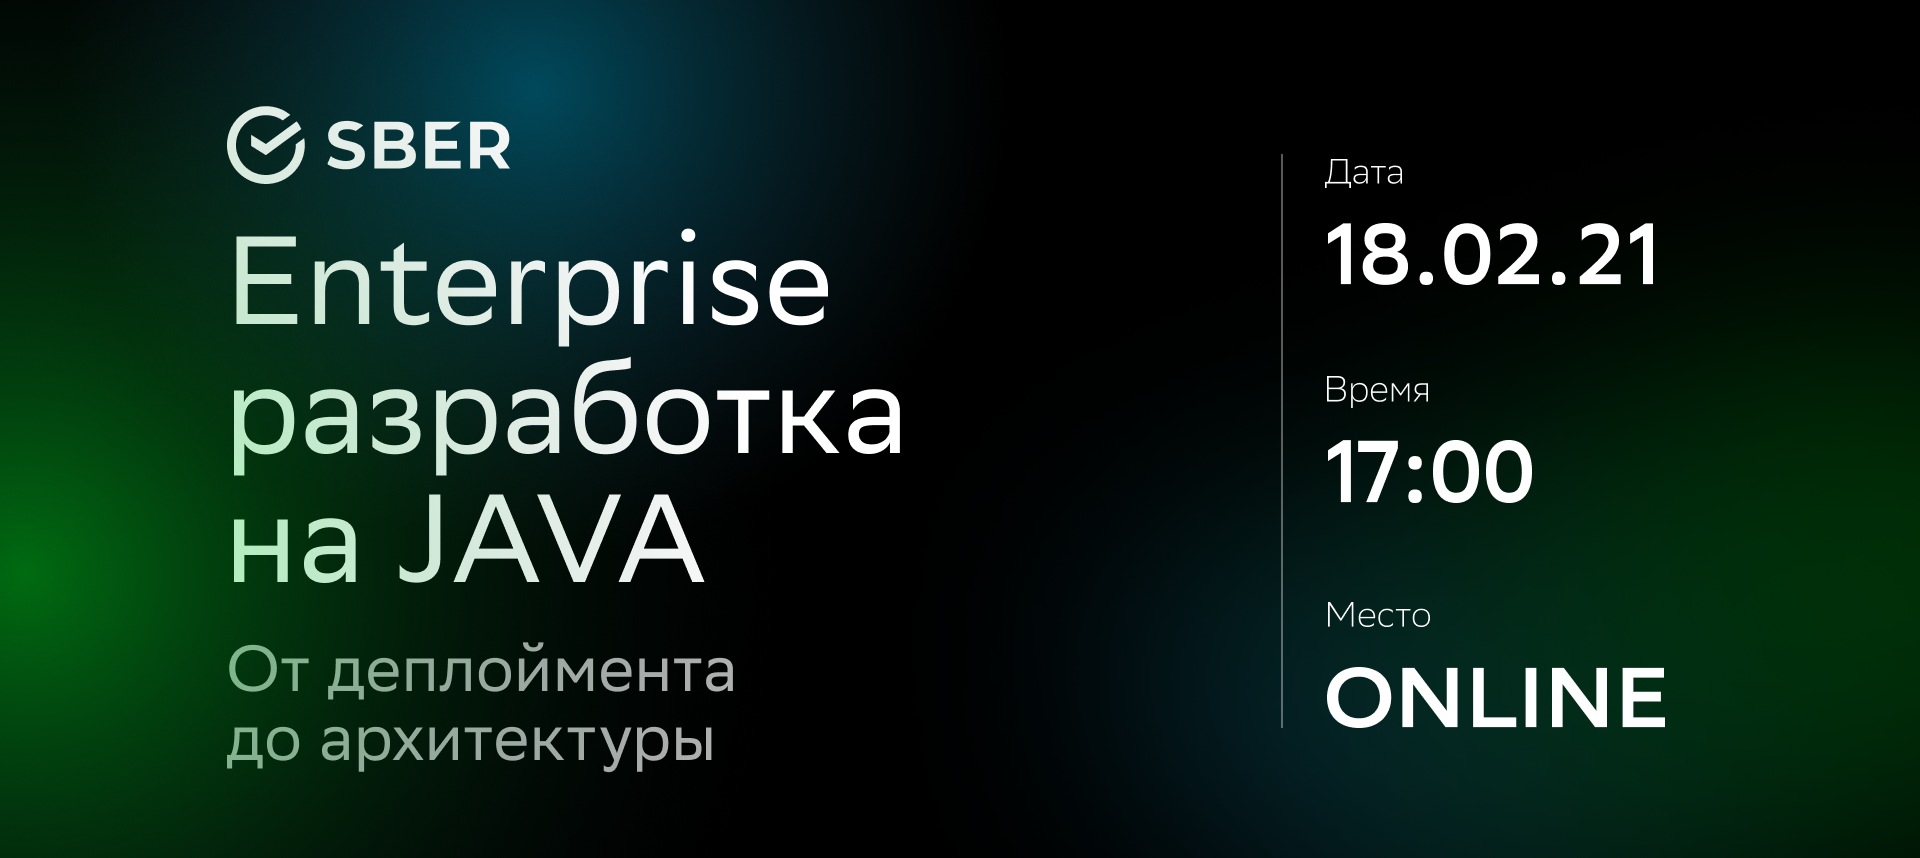 SBER
Enterprise
разработка
на JAVA
От деплоймента
до архитектуры
Дата
18.02.21
Время
17:00
Место
ONLINE